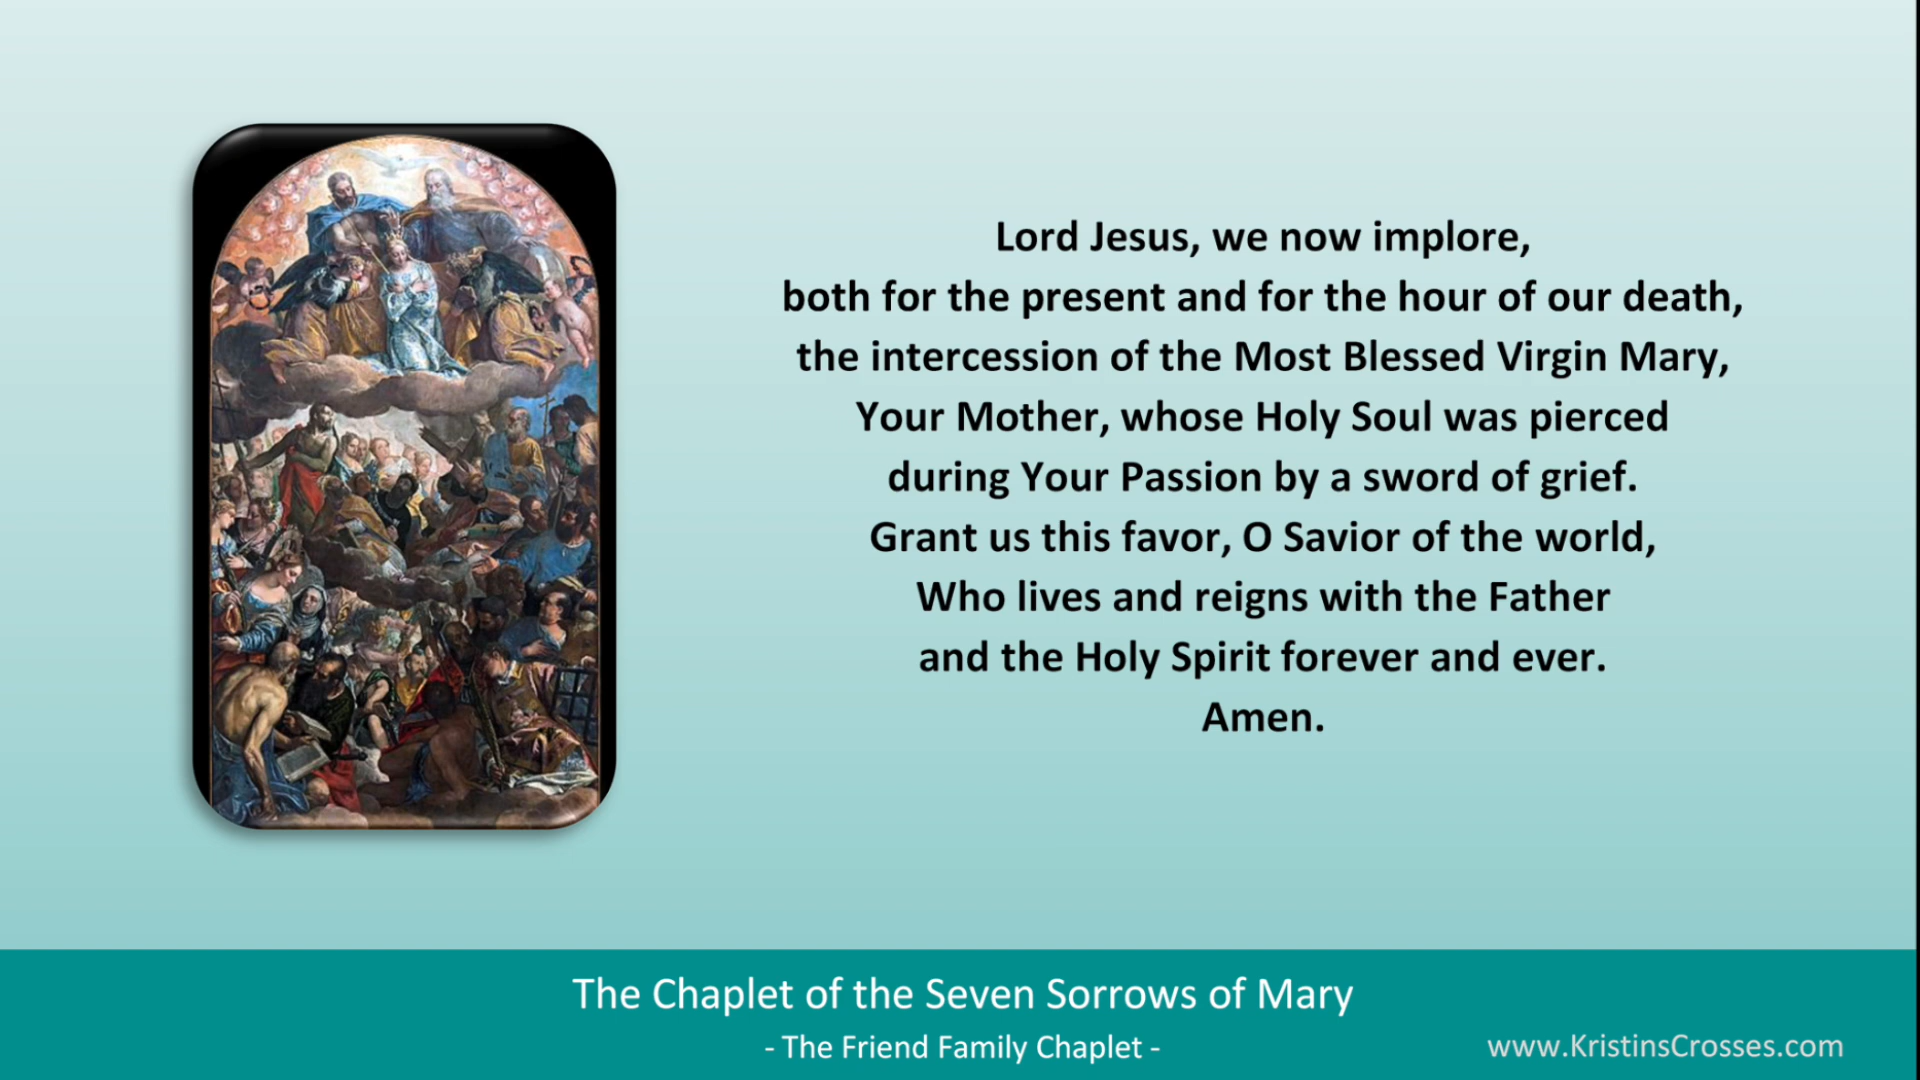 Lord Jesus, we now implore,
both for the present and for the hour of our death,
the intercession of the Most Blessed Virgin Mary,
Your Mother, whose Holy Soul was pierced
during Your Passion by a sword of grief.
Grant us this favor, O Savior of the world,
Who lives and reigns with the Father
and the Holy Spirit forever and ever.
Amen.
The Chaplet of the Seven Sorrows of Mary
- The Friend Family Chaplet -
www.KristinsCrosses.com